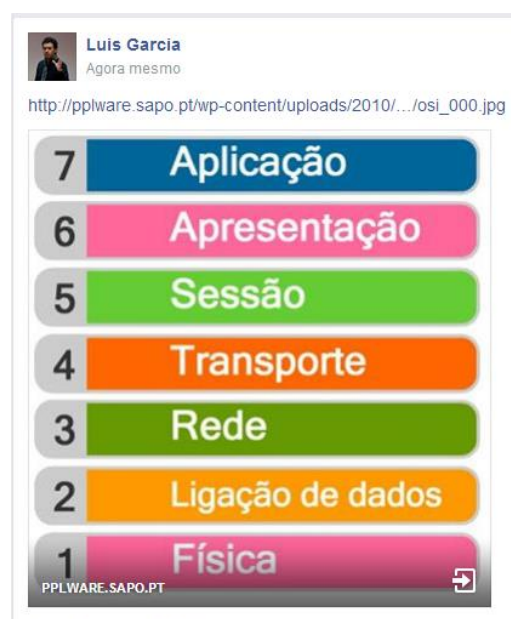 Luis Garcia
Agora mesmo
http://pplware.sapo.pt/wp-content/uploads/2010/…/osi_000.jpg
7 Aplicação
6 Apresentação
5 Sessão
4 Transporte
3 Rede
2 Ligação de dados
1 Física
PPLWARE.SAPO.PT